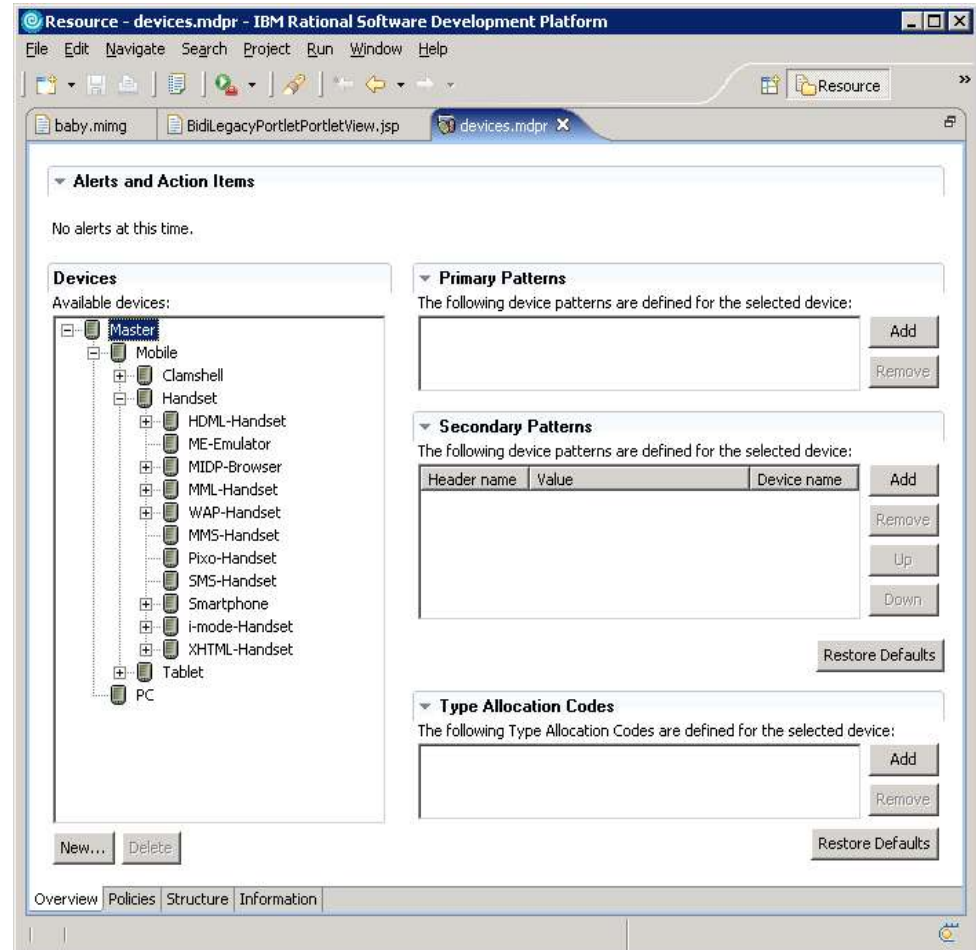 Resource - devices.mdpr - IBM Rational Software Development Platform
File Edit Navigate Search Project Run Window Help
Resource
baby.mimg BidiLegacyPortletPortletView.jsp devices.mdpr
Alerts and Action Items
No alerts at this time.
Devices
Available devices:
Master
Mobile
Clamshell
Handset
HDML-Handset
ME-Emulator
MIDP-Browser
MML-Handset
WAP-Handset
MMS-Handset
Pixo-Handset
SMS-Handset
Smartphone
i-mode-Handset
XHTML-Handset
Tablet
PC
New... Delete
Primary Patterns
The following device patterns are defined for the selected device:
Add
Remove
Secondary Patterns
The following device patterns are defined for the selected device:
Header name Value Device name
Add
Remove
Up
Down
Restore Defaults
Type Allocation Codes
The following Type Allocation Codes are defined for the selected device:
Add
Remove
Restore Defaults
Overview Policies Structure Information